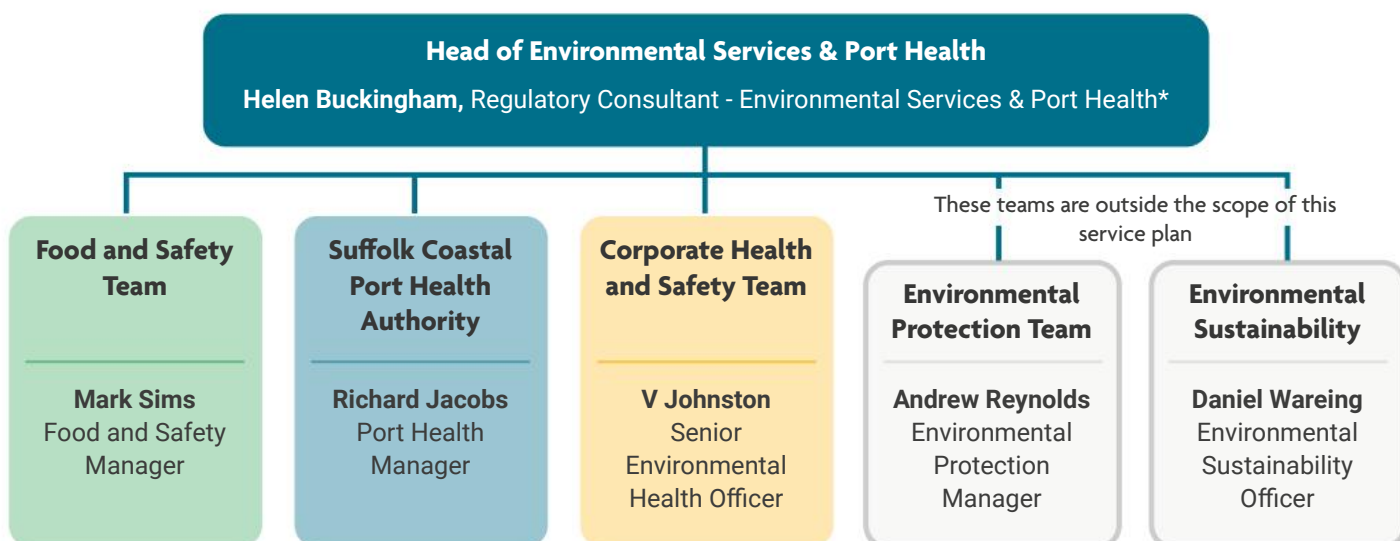 Head of Environmental Services & Port Health
Helen Buckingham, Regulatory Consultant - Environmental Services & Port Health*
These teams are outside the scope of this
service plan
Food and Safety
Team
Mark Sims
Food and Safety
Manager
Suffolk Coastal
Port Health
Authority
Richard Jacobs
Port Health
Manager
Corporate Health
and Safety Team
V Johnston
Senior
Environmental
Health Officer
Environmental
Protection Team
Andrew Reynolds
Environmental
Protection
Manager
Environmental
Sustainability
Daniel Wareing
Environmental
Sustainability
Officer